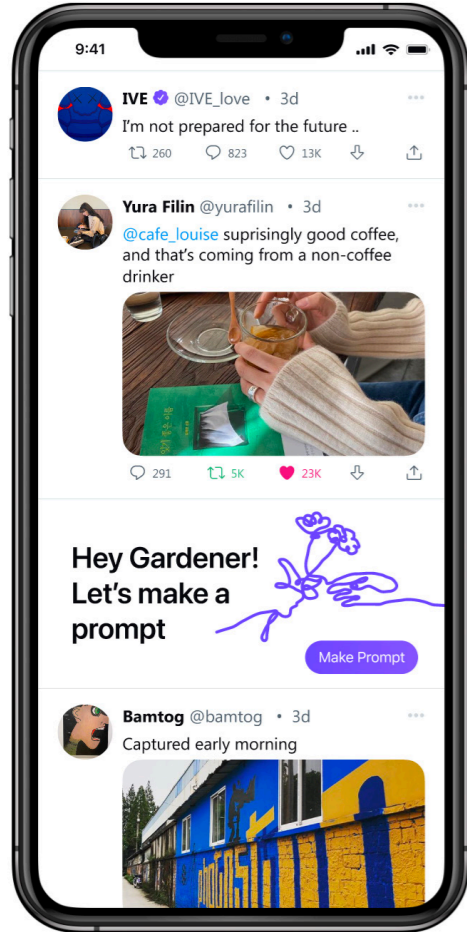 9:41
IVE @IVE_love • 3d
I'm not prepared for the future ..
260 823 13K
Yura Filin @yurafilin • 3d
@cafe_louise suprisingly good coffee,
and that's coming from a non-coffee
drinker
291 5K 23K
Hey Gardener!
Let's make a
prompt
Make Prompt
Bamtog @bamtog • 3d
Captured early morning